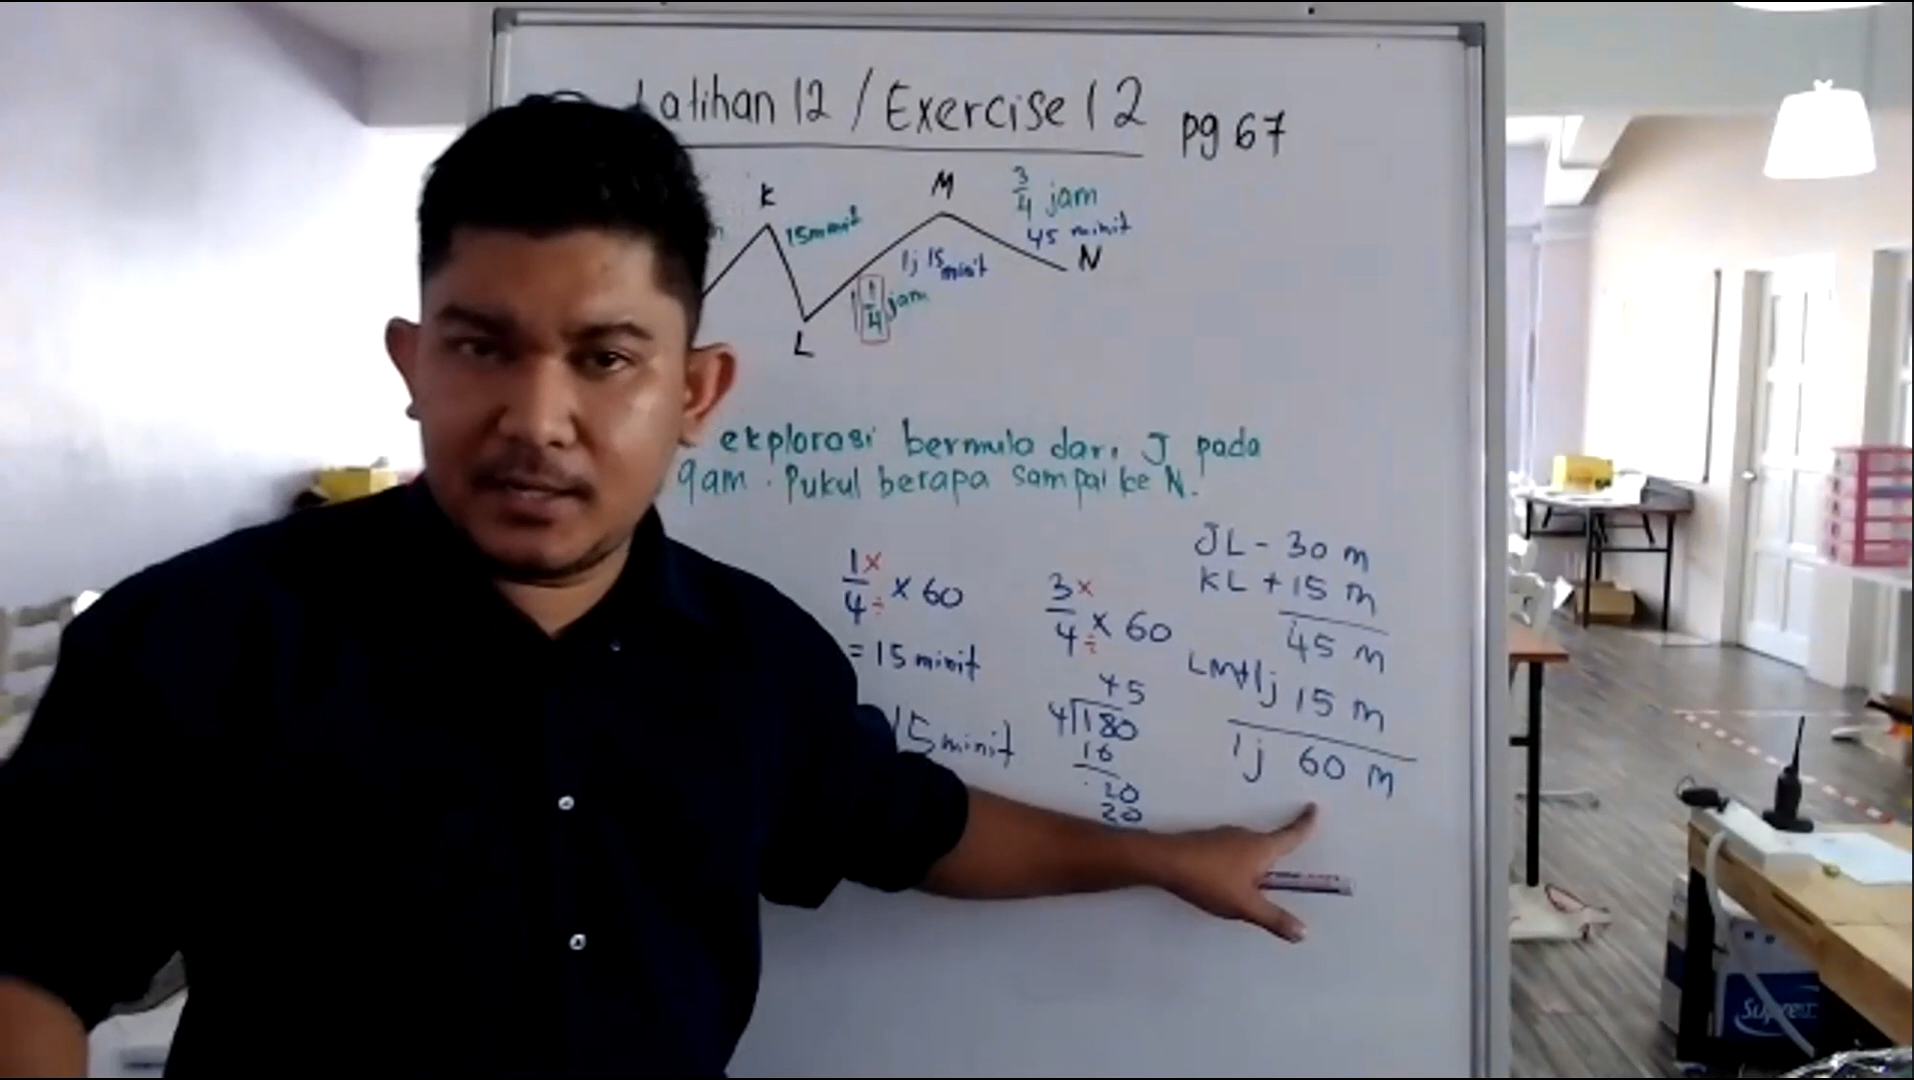 Latihan 12 / Exercise 12 pg 67
K
M
3/4 jam
15 minit
45 minit
N
1j 15 minit
1 1/4 jam
L
ekplorasi bermula dari J pada
9am. Pukul berapa sampai ke N.
JL - 30 m
KL + 15 m
45 m
LM + 1j 15 m
1j 60 m
1/4 × 60
= 15 minit
15 minit
3/4 × 60
45
4 180
16
20
20
× ÷
× ÷